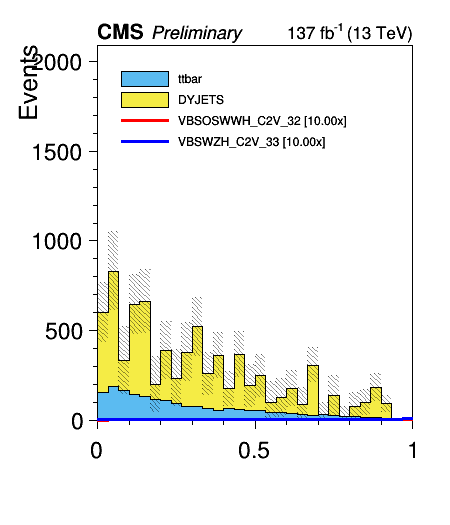 CMS Preliminary 137 fb⁻¹ (13 TeV)
Events
2000
1500
1000
500
0
ttbar
DYJETS
VBSOSWWH_C2V_32 [10.00x]
VBSWZH_C2V_33 [10.00x]
0 0.5 1